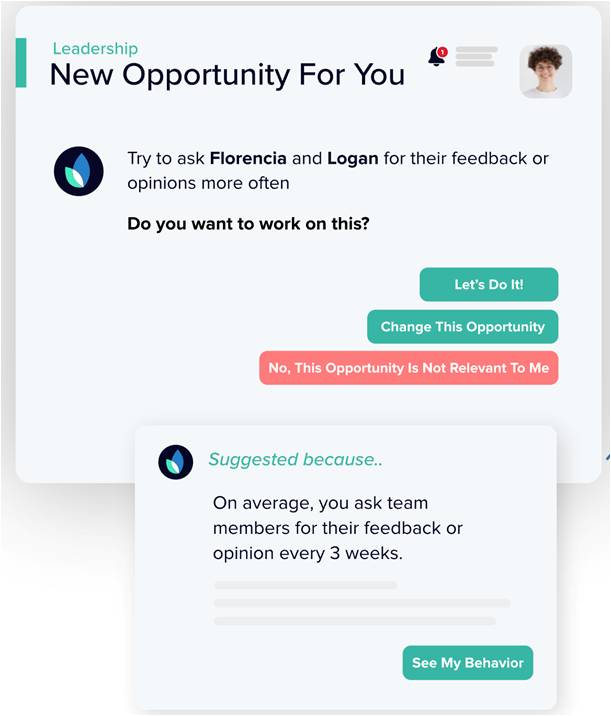 Leadership
New Opportunity For You
1
Try to ask Florencia and Logan for their feedback or
opinions more often
Do you want to work on this?
Let's Do It!
Change This Opportunity
No, This Opportunity Is Not Relevant To Me
Suggested because..
On average, you ask team
members for their feedback or
opinion every 3 weeks.
See My Behavior